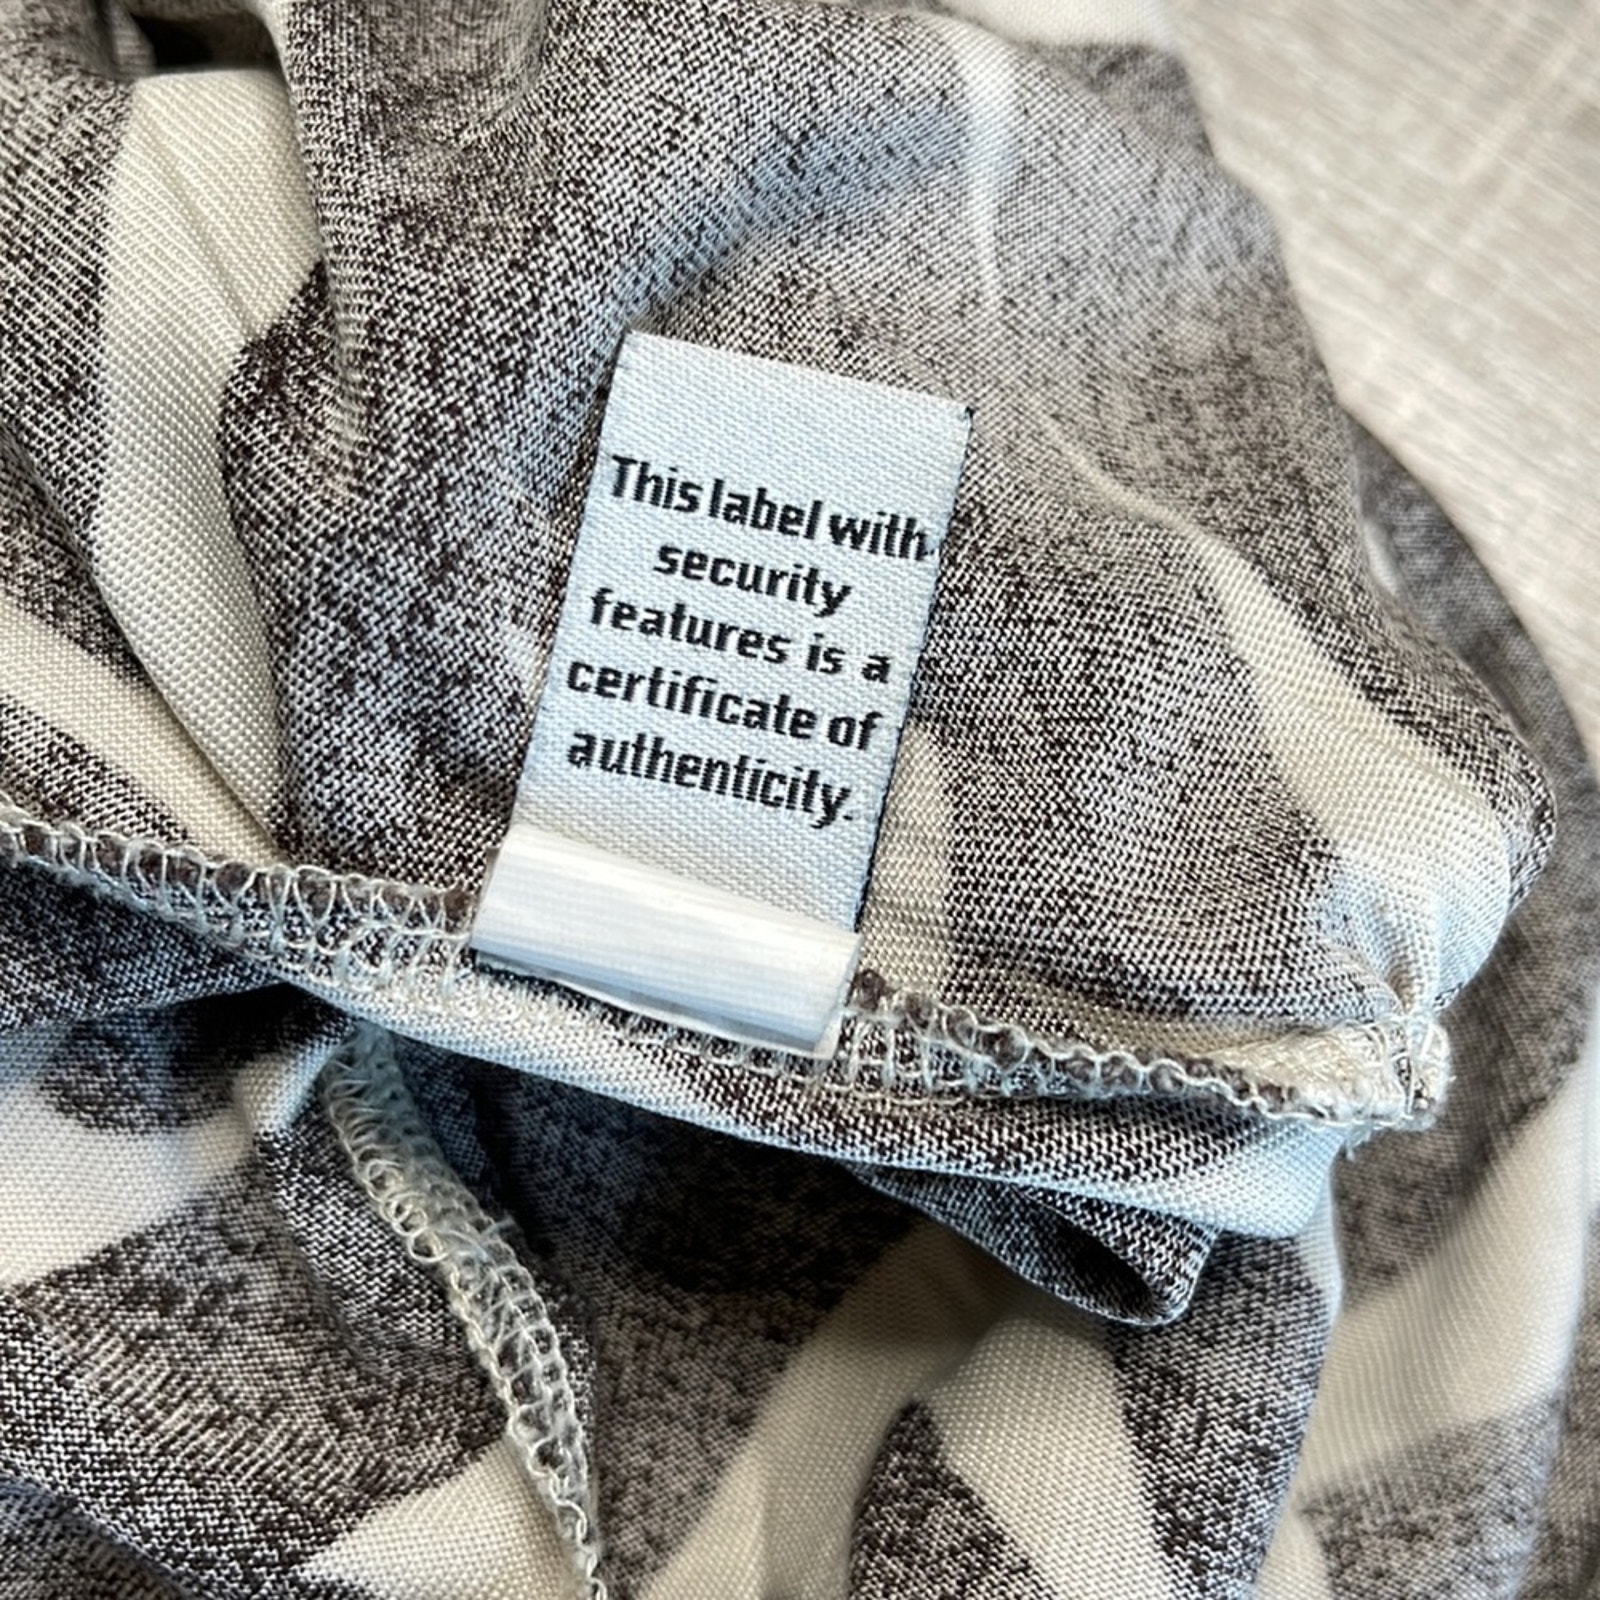 This label with
security
features is a
certificate of
authenticity.